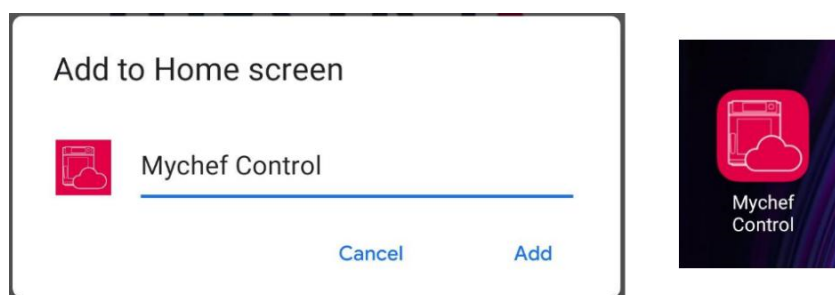 Add to Home screen
Mychef Control
Cancel Add
Mychef
Control